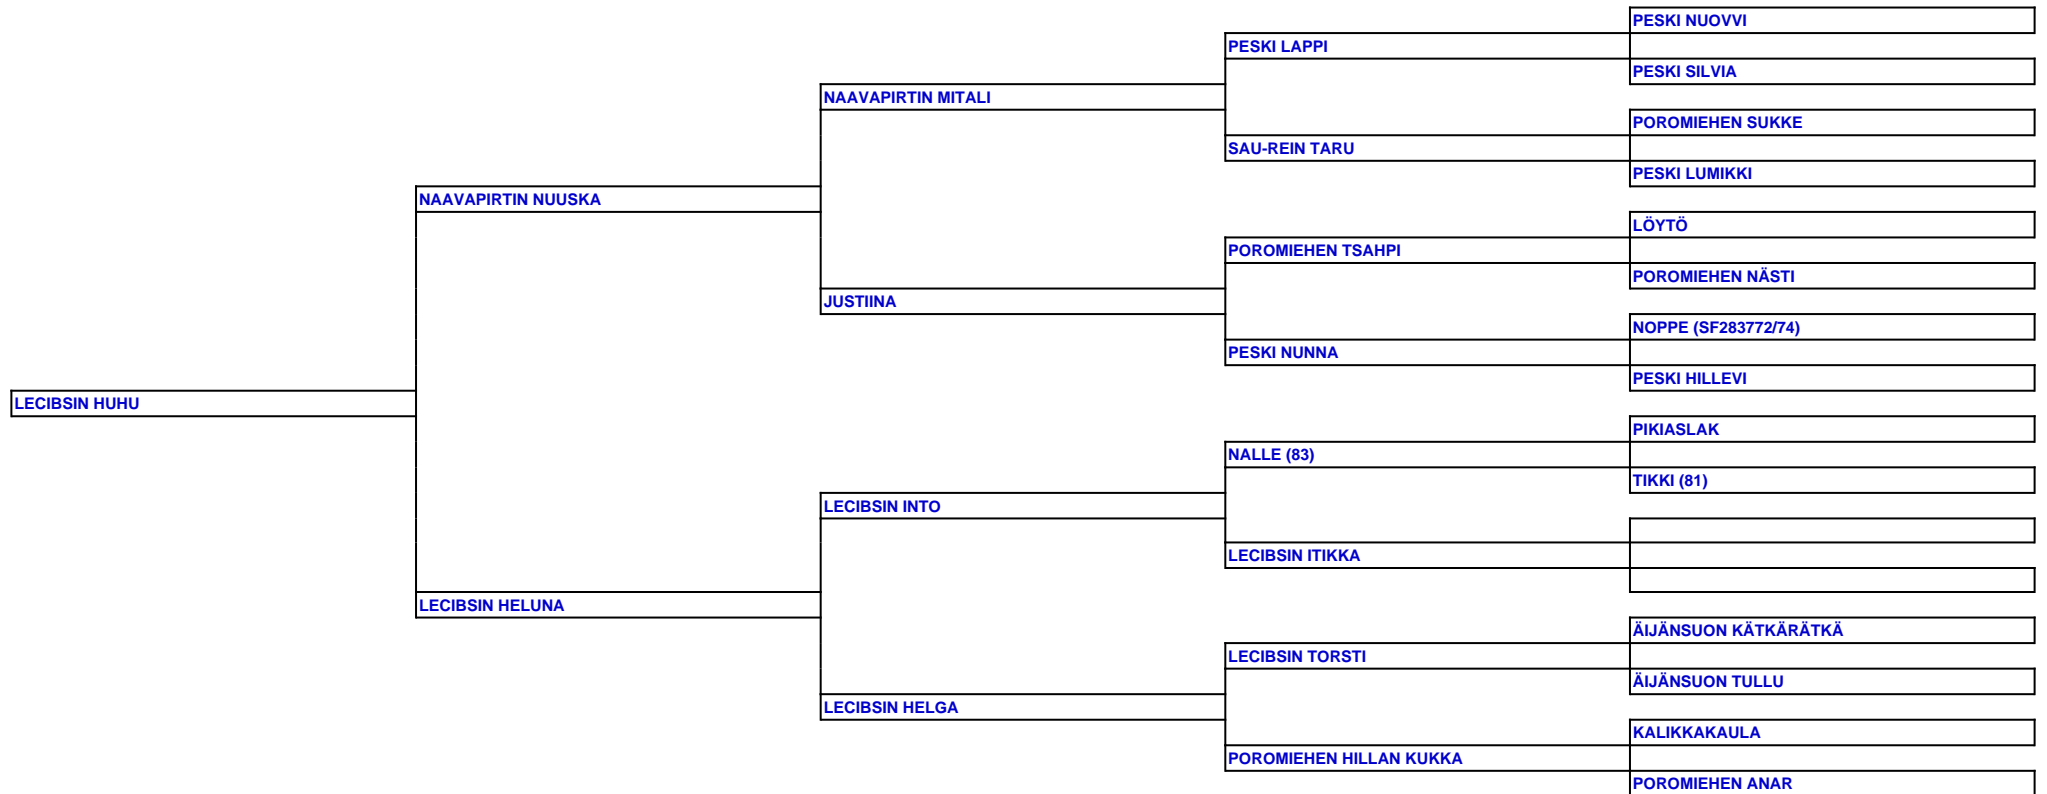 PESKI NUOVVI
PESKI LAPPI
PESKI SILVIA
NAAVAPIRTIN MITALI
POROMIEHEN SUKKE
SAU-REIN TARU
PESKI LUMIKKI
NAAVAPIRTIN NUUSKA
LÖYTÖ
POROMIEHEN TSAHPI
POROMIEHEN NÄSTI
JUSTIINA
NOPPE (SF283772/74)
PESKI NUNNA
PESKI HILLEVI
LECIBSIN HUHU
PIKIASLAK
NALLE (83)
TIKKI (81)
LECIBSIN INTO
LECIBSIN ITIKKA
LECIBSIN HELUNA
ÄIJÄNSUON KÄTKÄRÄTKÄ
LECIBSIN TORSTI
ÄIJÄNSUON TULLU
LECIBSIN HELGA
KALIKKAKAULA
POROMIEHEN HILLAN KUKKA
POROMIEHEN ANAR